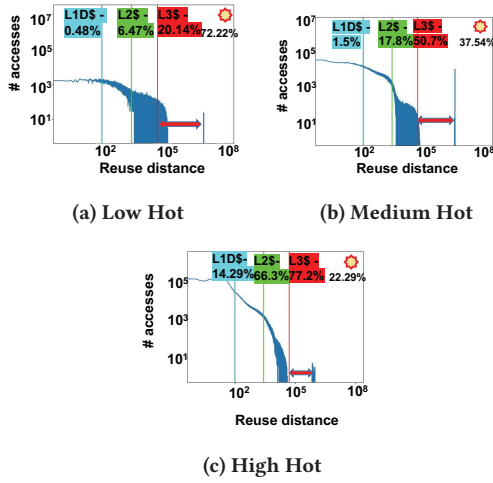 L1D$ - L2$ - L3$ -
0.48% 6.47% 20.14% 72.22%
10^7
10^5
10^3
10^1
# accesses
10^2 10^5 10^8
Reuse distance
(a) Low Hot
L1D$ - L2$- L3$ -
1.5% 17.8% 50.7% 37.54%
10^7
10^5
10^3
10^1
# accesses
10^2 10^5 10^8
Reuse distance
(b) Medium Hot
L1D$- L2$- L3$ -
14.29% 66.3% 77.2% 22.29%
10^5
10^3
10^1
# accesses
10^2 10^5 10^8
Reuse distance
(c) High Hot